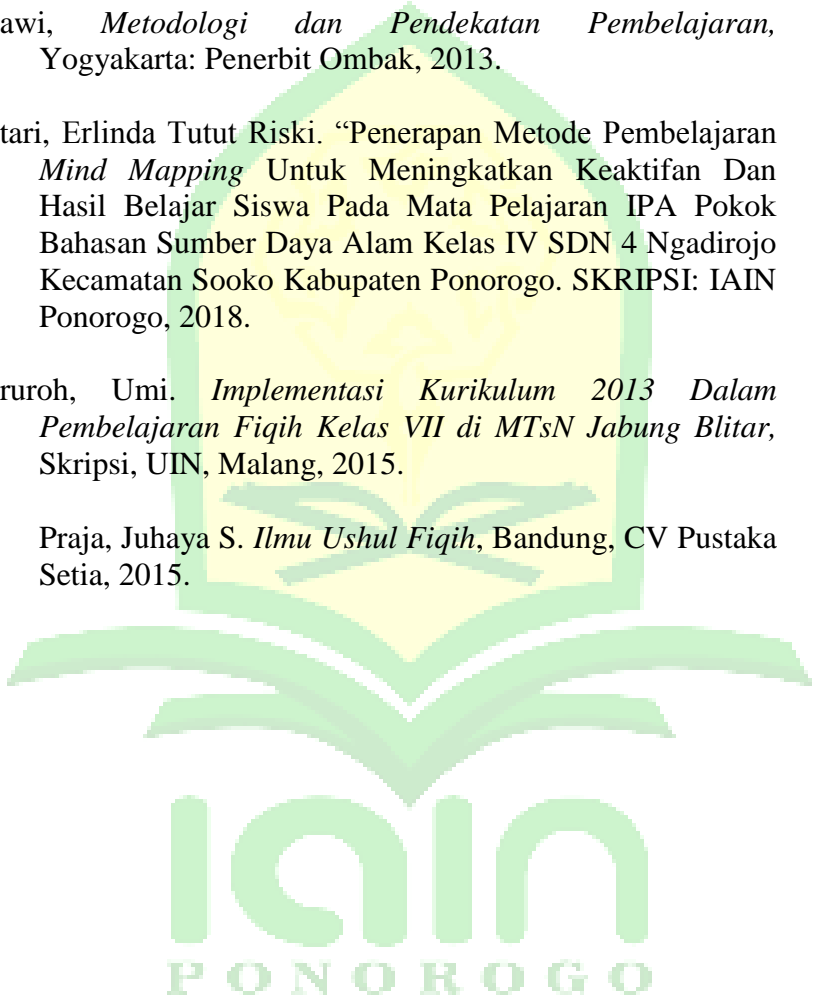 awi, Metodologi dan Pendekatan Pembelajaran,
Yogyakarta: Penerbit Ombak, 2013.
tari, Erlinda Tutut Riski. “Penerapan Metode Pembelajaran
Mind Mapping Untuk Meningkatkan Keaktifan Dan
Hasil Belajar Siswa Pada Mata Pelajaran IPA Pokok
Bahasan Sumber Daya Alam Kelas IV SDN 4 Ngadirojo
Kecamatan Sooko Kabupaten Ponorogo. SKRIPSI: IAIN
Ponorogo, 2018.
ruroh, Umi. Implementasi Kurikulum 2013 Dalam
Pembelajaran Fiqih Kelas VII di MTsN Jabung Blitar,
Skripsi, UIN, Malang, 2015.
Praja, Juhaya S. Ilmu Ushul Fiqih, Bandung, CV Pustaka
Setia, 2015.
iain
PONOROGO